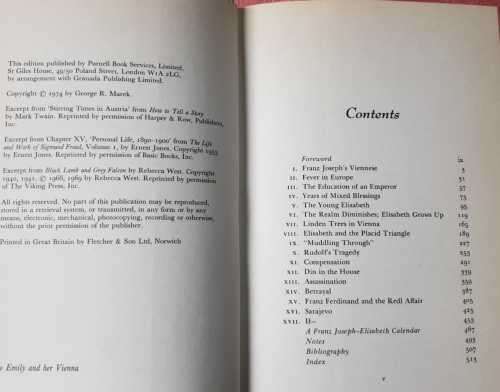 This edition published by Purnell Book Services, Limited,
St Giles House, 49/50 Poland Street, London W1A 2LG,
by arrangement with Granada Publishing Limited.
Copyright © 1974 by George R. Marek.
Excerpt from 'Stirring Times in Austria' from How to Tell a Story
by Mark Twain. Reprinted by permission of Harper & Row, Publishers,
Inc.
Excerpt from Chapter XV, 'Personal Life, 1890-1900' from The Life
and Work of Sigmund Freud, Volume 1, by Ernest Jones. Copyright 1953
by Ernest Jones. Reprinted by permission of Basic Books, Inc.
Excerpt from Black Lamb and Grey Falcon by Rebecca West. Copyright
1940, 1941, © 1968, 1969 by Rebecca West. Reprinted by permission
of The Viking Press, Inc.
All rights reserved. No part of this publication may be reproduced,
stored in a retrieval system, or transmitted, in any form or by any
means, electronic, mechanical, photocopying, recording or otherwise,
without the prior permission of the publisher.
Printed in Great Britain by Fletcher & Son Ltd, Norwich
Emily and her Vienna
Contents
Foreword ix
I. Franz Joseph's Viennese 3
II. Fever in Europe 31
III. The Education of an Emperor 57
IV. Years of Mixed Blessings 73
V. The Young Elisabeth 95
VI. The Realm Diminishes; Elisabeth Grows Up 119
VII. Linden Trees in Vienna 165
VIII. Elisabeth and the Placid Triangle 189
IX. "Muddling Through"
X. Rudolf's Tragedy
XI. Compensation 291
XII. Din in the House 339
XIII. Assassination 359
XIV. Betrayal 387
XV. Franz Ferdinand and the Redl Affair
XVI. Sarajevo 425
XVII. II— 453
A Franz Joseph-Elisabeth Calendar 487
Notes 493
Bibliography 507
Index 513
v